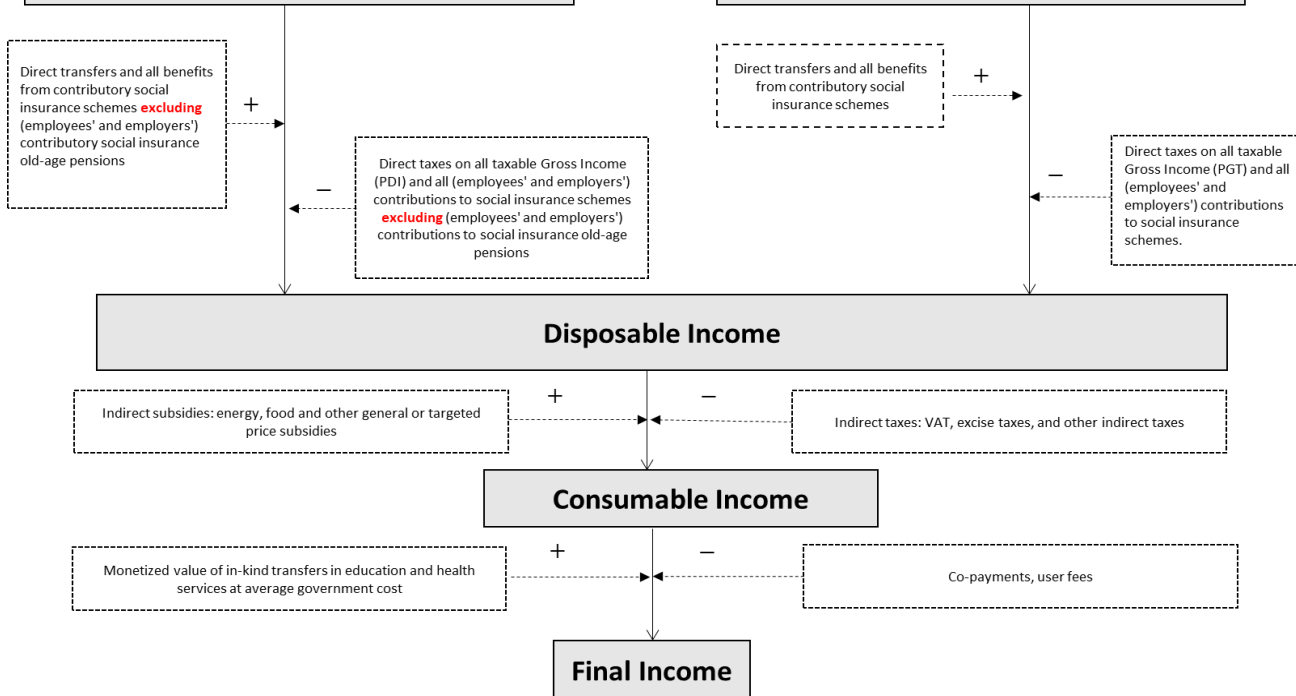 Direct transfers and all benefits
from contributory social
insurance schemes excluding
(employees' and employers')
contributory social insurance
old-age pensions
+
Direct taxes on all taxable Gross Income
(PDI) and all (employees' and employers')
contributions to social insurance schemes
excluding (employees' and employers')
contributions to social insurance old-age
pensions
−
Direct transfers and all benefits
from contributory social
insurance schemes
+
Direct taxes on all taxable
Gross Income (PGT) and all
(employees' and
employers') contributions
to social insurance
schemes.
−
Disposable Income
Indirect subsidies: energy, food and other general or targeted
price subsidies
+
−
Indirect taxes: VAT, excise taxes, and other indirect taxes
Consumable Income
Monetized value of in-kind transfers in education and health
services at average government cost
+
−
Co-payments, user fees
Final Income